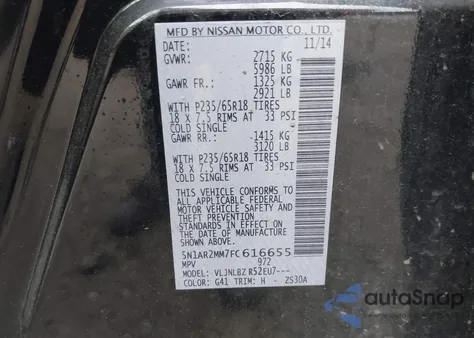 MFD BY NISSAN MOTOR CO., LTD.
DATE: 11/14
GVWR: 2715 KG
5986 LB
GAWR FR.: 1325 KG
2921 LB
WITH P235/65R18 TIRES
18 X 7.5 RIMS AT 33 PSI
COLD SINGLE
GAWR RR.: 1415 KG
3120 LB
WITH P235/65R18 TIRES
18 X 7.5 RIMS AT 33 PSI
COLD SINGLE
THIS VEHICLE CONFORMS TO
ALL APPLICABLE FEDERAL
MOTOR VEHICLE SAFETY AND
THEFT PREVENTION
STANDARDS IN EFFECT ON
THE DATE OF MANUFACTURE
SHOWN ABOVE.
5N1AR2MM7FC616655
MPV 972
MODEL: VLJNLBZ R52EU7---
COLOR: G41 TRIM: H - ZS30A
autoSnap